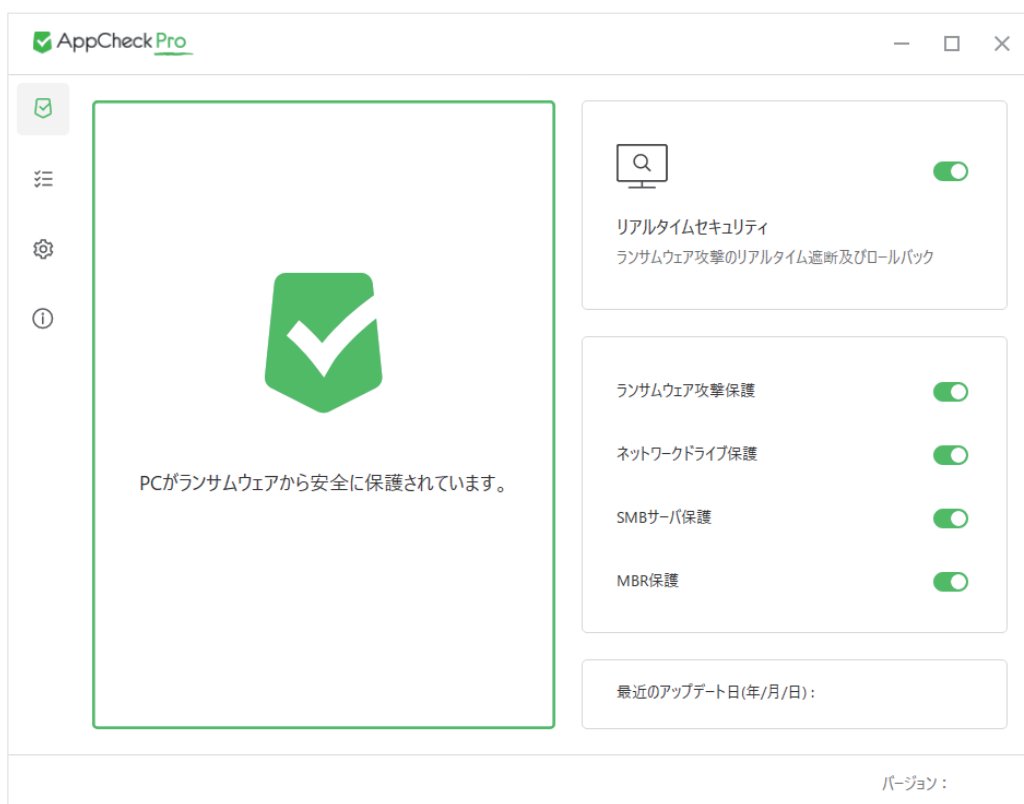 AppCheck Pro
PCがランサムウェアから安全に保護されています。
リアルタイムセキュリティ
ランサムウェア攻撃のリアルタイム遮断及びロールバック
ランサムウェア攻撃保護
ネットワークドライブ保護
SMBサーバ保護
MBR保護
最近のアップデート日(年/月/日) :
バージョン :